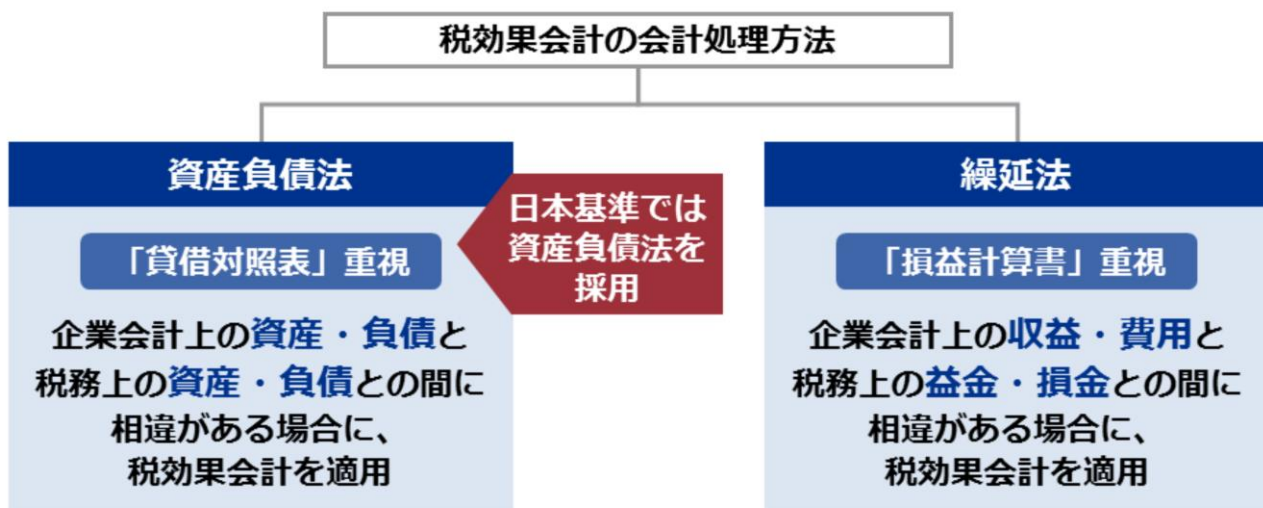 税効果会計の会計処理方法
資産負債法
「貸借対照表」重視
企業会計上の資産・負債と
税務上の資産・負債との間に
相違がある場合に、
税効果会計を適用
日本基準では
資産負債法を
採用
繰延法
「損益計算書」重視
企業会計上の収益・費用と
税務上の益金・損金との間に
相違がある場合に、
税効果会計を適用